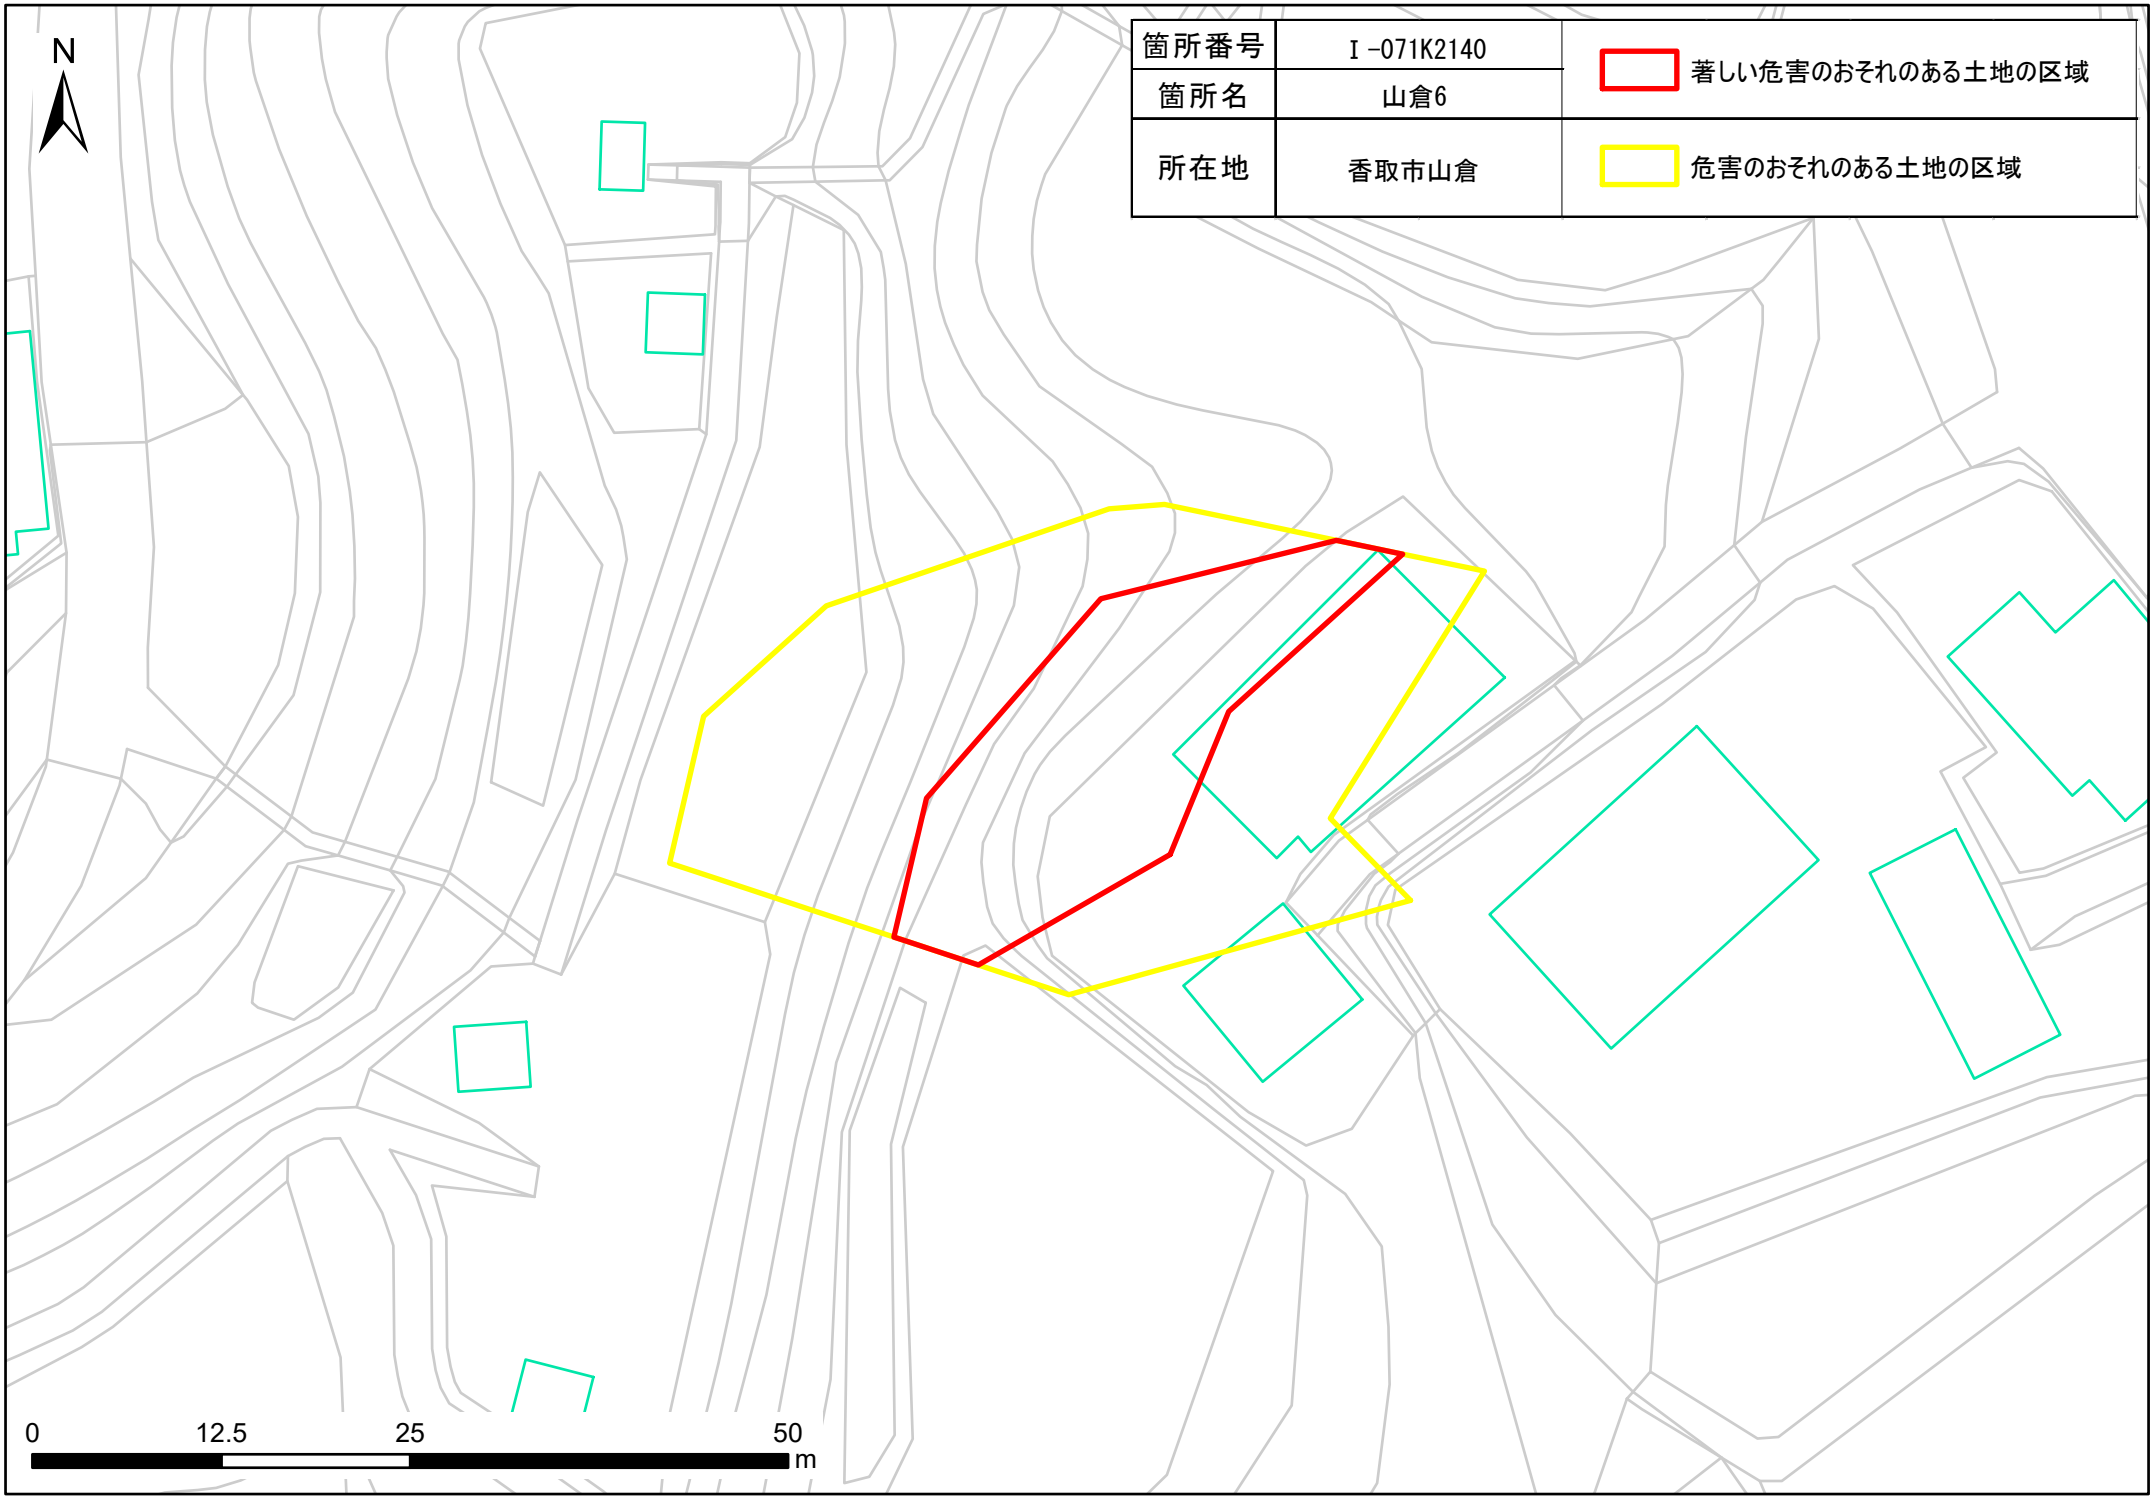 N
箇所番号 Ⅰ-071K2140
箇所名 山倉6
所在地 香取市山倉
著しい危害のおそれのある土地の区域
危害のおそれのある土地の区域
0 12.5 25 50
m